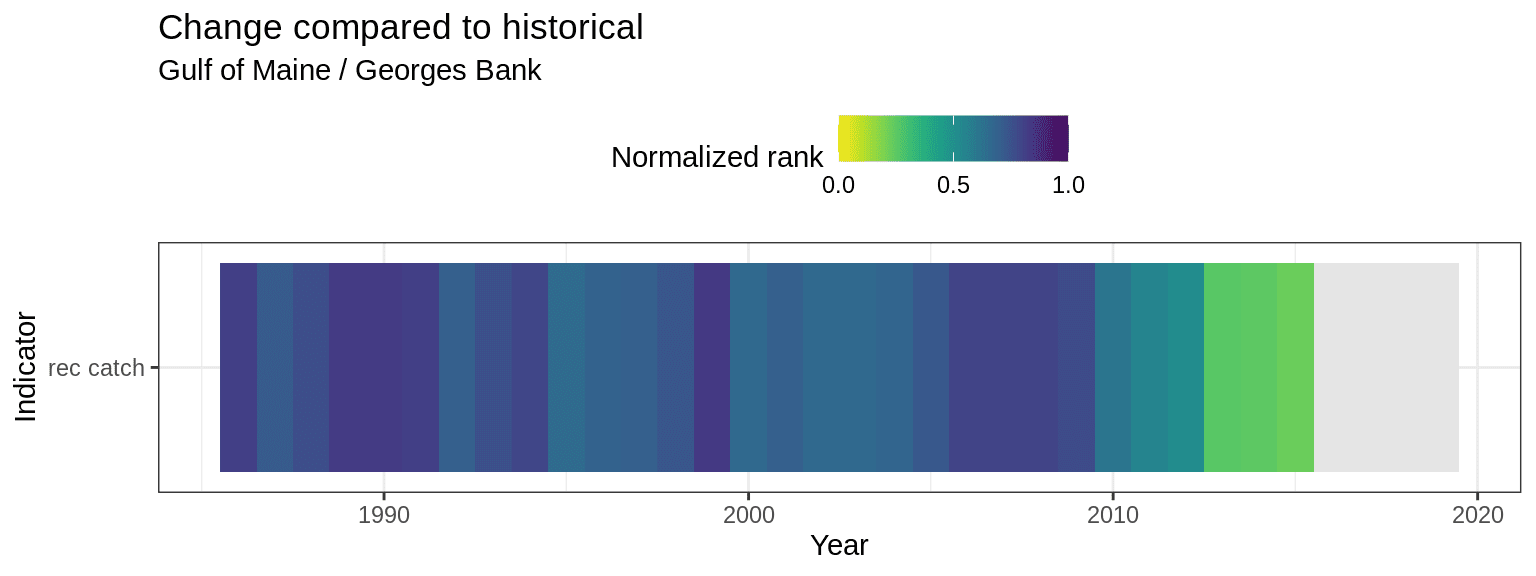 Change compared to historical
Gulf of Maine / Georges Bank
Normalized rank
0.0 0.5 1.0
Indicator
rec catch
1990 2000 2010 2020
Year